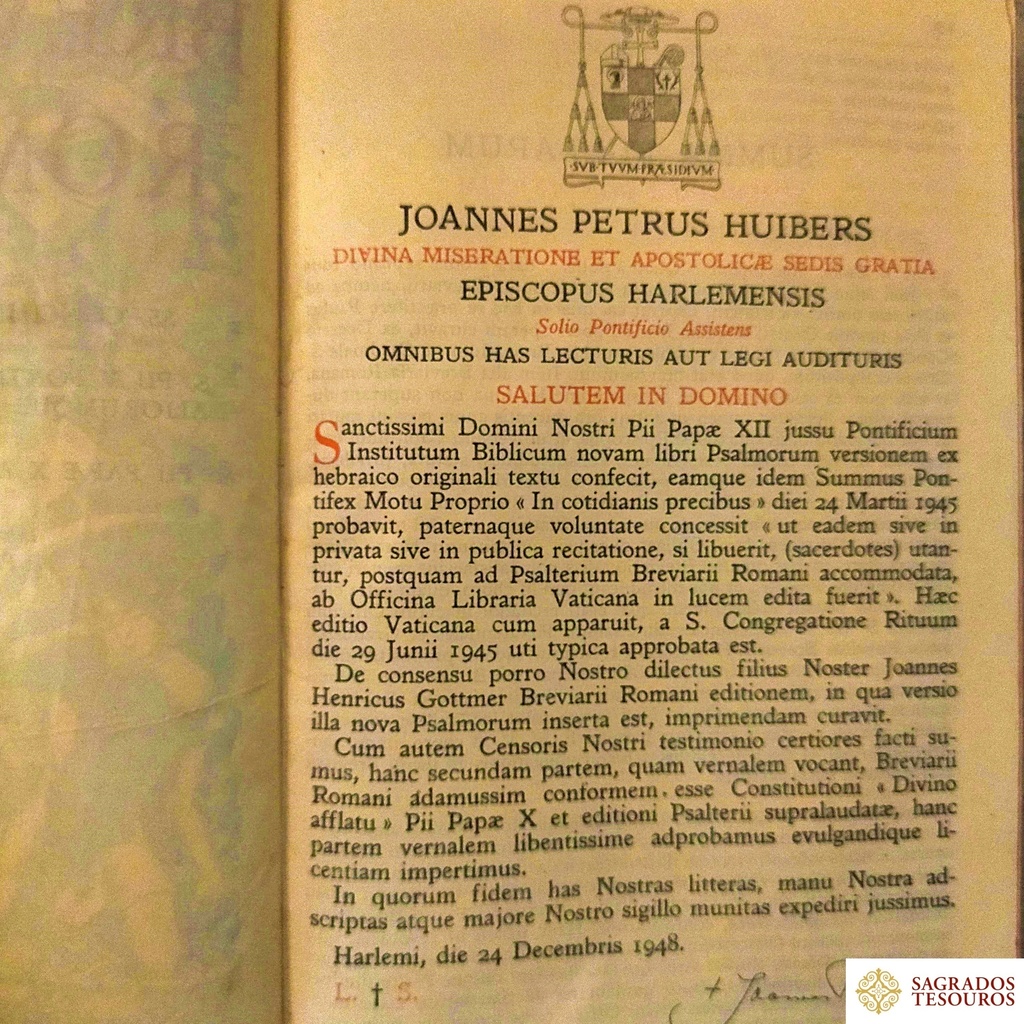 SVB·TVVM·PRÆSIDIVM
JOANNES PETRUS HUIBERS
DIVINA MISERATIONE ET APOSTOLICÆ SEDIS GRATIA
EPISCOPUS HARLEMENSIS
Solio Pontificio Assistens
OMNIBUS HAS LECTURIS AUT LEGI AUDITURIS
SALUTEM IN DOMINO
Sanctissimi Domini Nostri Pii Papæ XII jussu Pontificium
Institutum Biblicum novam libri Psalmorum versionem ex
hebraico originali textu confecit, eamque idem Summus Pon-
tifex Motu Proprio « In cotidianis precibus » diei 24 Martii 1945
probavit, paternaque voluntate concessit « ut eadem sive in
privata sive in publica recitatione, si libuerit, (sacerdotes) utan-
tur, postquam ad Psalterium Breviarii Romani accommodata,
ab Officina Libraria Vaticana in lucem edita fuerit ». Hæc
editio Vaticana cum apparuit, a S. Congregatione Rituum
die 29 Junii 1945 uti typica approbata est.
De consensu porro Nostro dilectus filius Noster Joannes
Henricus Gottmer Breviarii Romani editionem, in qua versio
illa nova Psalmorum inserta est, imprimendam curavit.
Cum autem Censoris Nostri testimonio certiores facti su-
mus, hanc secundam partem, quam vernalem vocant, Breviarii
Romani adamussim conformem esse Constitutioni « Divino
afflatu » Pii Papæ X et editioni Psalterii supralaudatæ, hanc
partem vernalem libentissime adprobamus evulgandique li-
centiam impertimus.
In quorum fidem has Nostras litteras, manu Nostra ad-
scriptas atque majore Nostro sigillo munitas expediri jussimus.
Harlemi, die 24 Decembris 1948.
L. † S.
SAGRADOS
TESOUROS